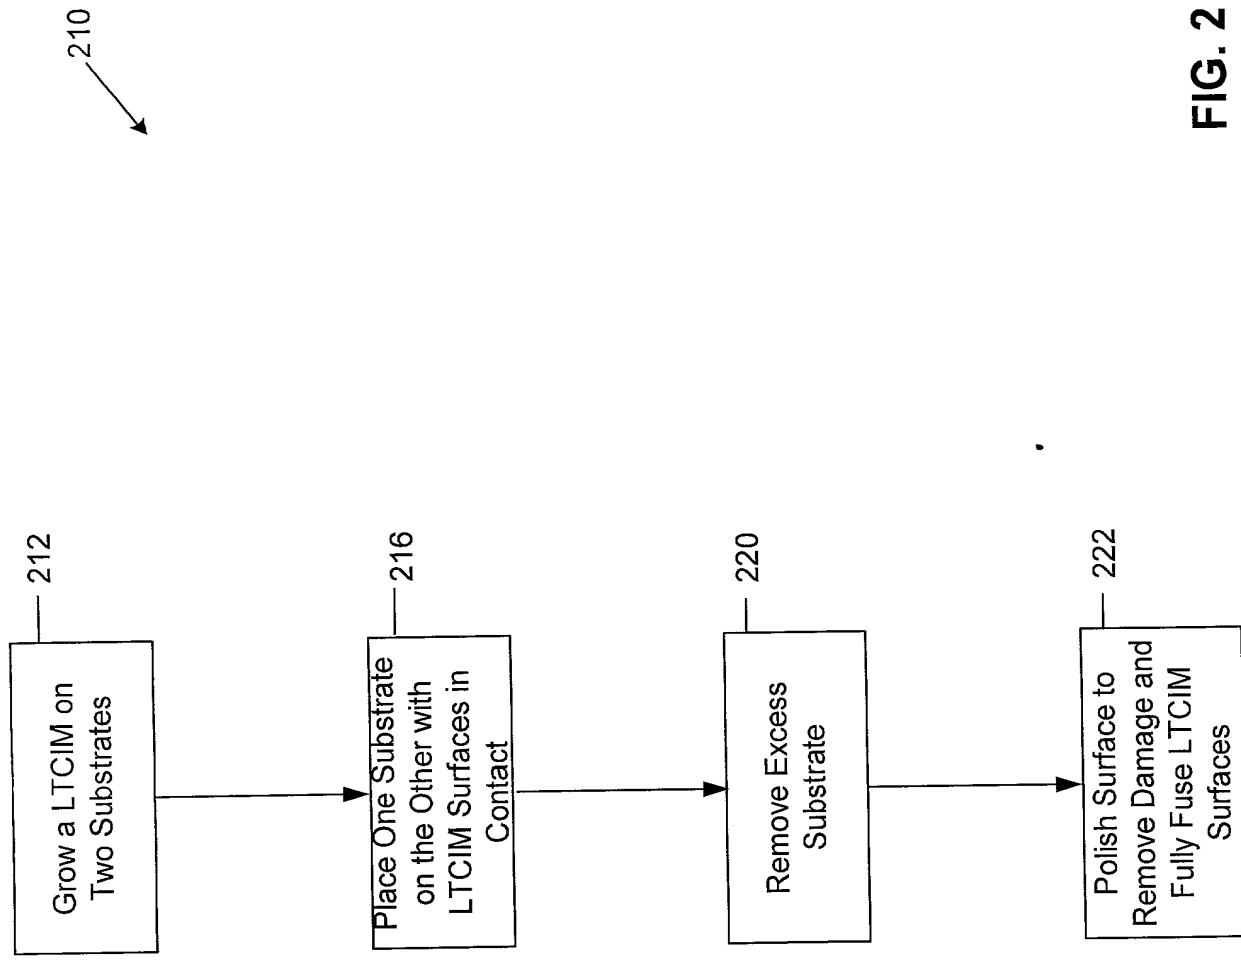 210
212
Grow a LTCIM on
Two Substrates
216
Place One Substrate
on the Other with
LTCIM Surfaces in
Contact
220
Remove Excess
Substrate
222
Polish Surface to
Remove Damage and
Fully Fuse LTCIM
Surfaces
FIG. 2